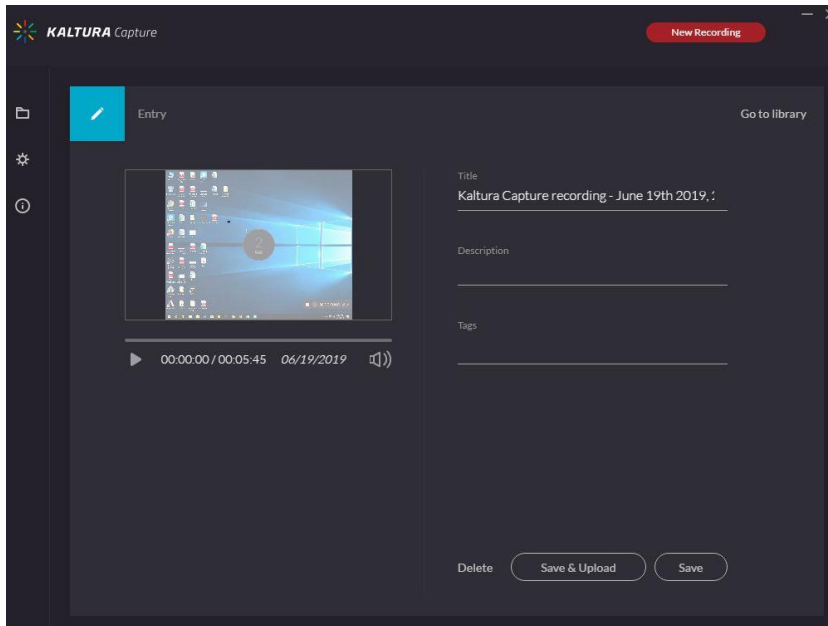 KALTURA Capture
New Recording
Entry
Go to library
Title
Kaltura Capture recording - June 19th 2019,
Description
Tags
2
00:00:00 / 00:05:45 06/19/2019
Delete
Save & Upload
Save